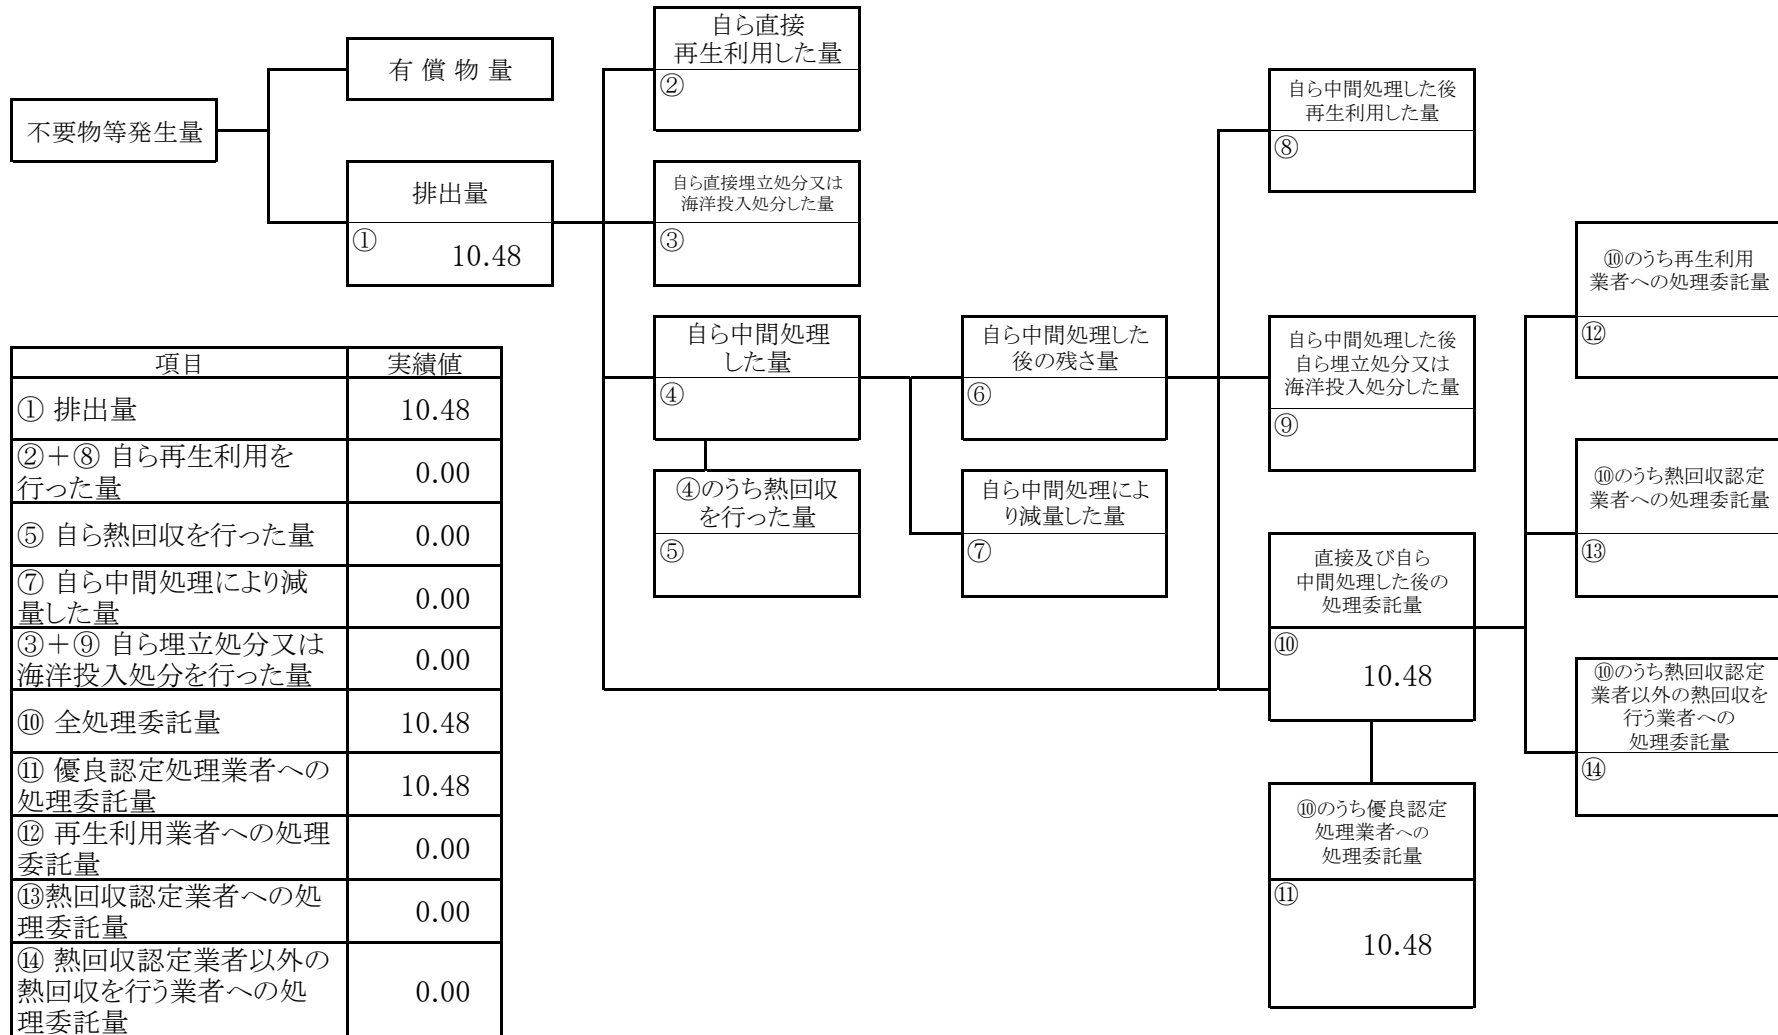 自ら直接
再生利用した量
②
有 償 物 量
不要物等発生量
排出量
①
10.48
自ら直接埋立処分又は
海洋投入処分した量
③
自ら中間処理した後
再生利用した量
⑧
自ら中間処理
した量
④
自ら中間処理した
後の残さ量
⑥
自ら中間処理した後
自ら埋立処分又は
海洋投入処分した量
⑨
④のうち熱回収
を行った量
⑤
自ら中間処理によ
り減量した量
⑦
直接及び自ら
中間処理した後の
処理委託量
⑩
10.48
⑩のうち優良認定
処理業者への
処理委託量
⑪
10.48
⑩のうち再生利用
業者への処理委託量
⑫
⑩のうち熱回収認定
業者への処理委託量
⑬
⑩のうち熱回収認定
業者以外の熱回収を
行う業者への
処理委託量
⑭
項目 実績値
① 排出量 10.48
②＋⑧ 自ら再生利用を
行った量 0.00
⑤ 自ら熱回収を行った量 0.00
⑦ 自ら中間処理により減
量した量 0.00
③＋⑨ 自ら埋立処分又は
海洋投入処分を行った量 0.00
⑩ 全処理委託量 10.48
⑪ 優良認定処理業者への
処理委託量 10.48
⑫ 再生利用業者への処理
委託量 0.00
⑬熱回収認定業者への処
理委託量 0.00
⑭ 熱回収認定業者以外の
熱回収を行う業者への処
理委託量 0.00